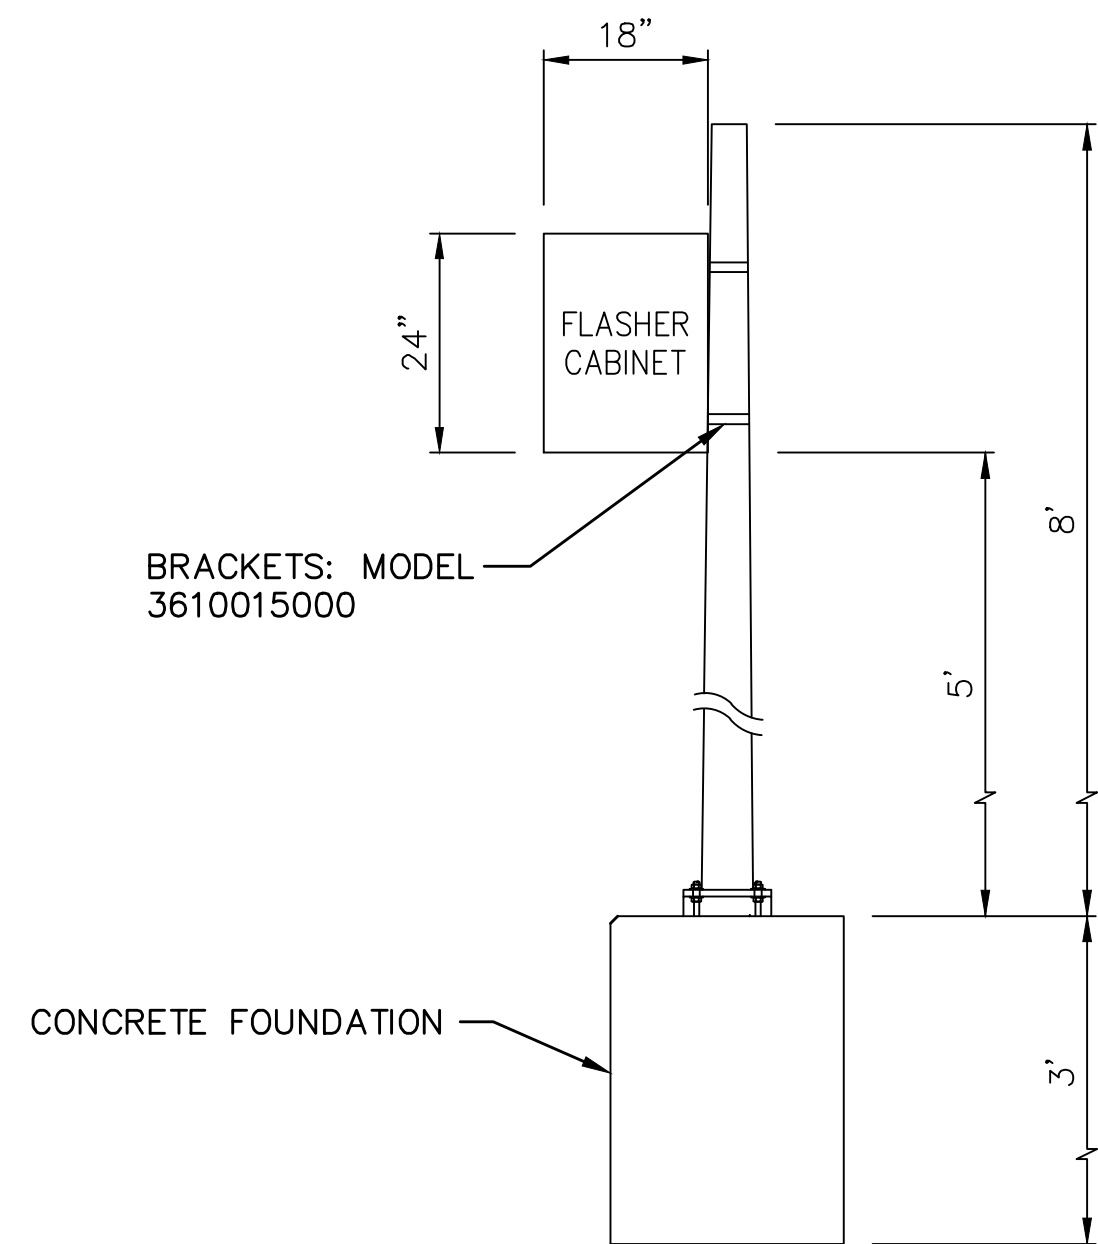 18”
24”
FLASHER
CABINET
8’
BRACKETS: MODEL
3610015000
5’
CONCRETE FOUNDATION
3’